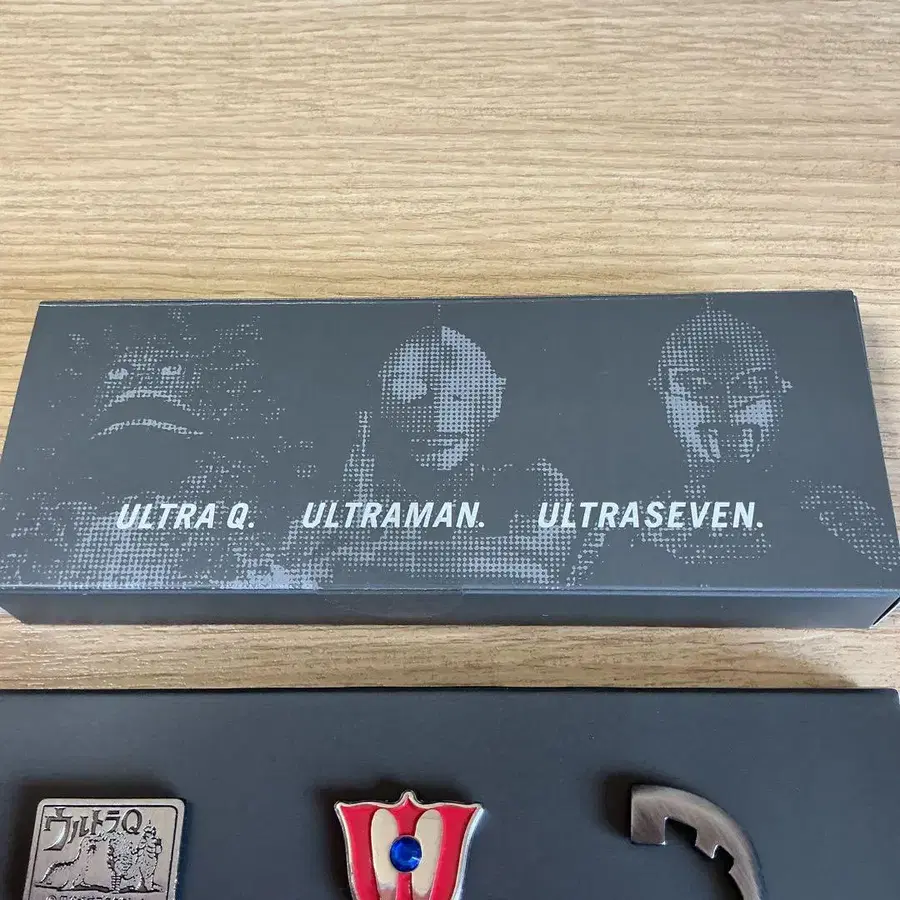 ULTRA Q. ULTRAMAN. ULTRASEVEN.
ウルトラQ